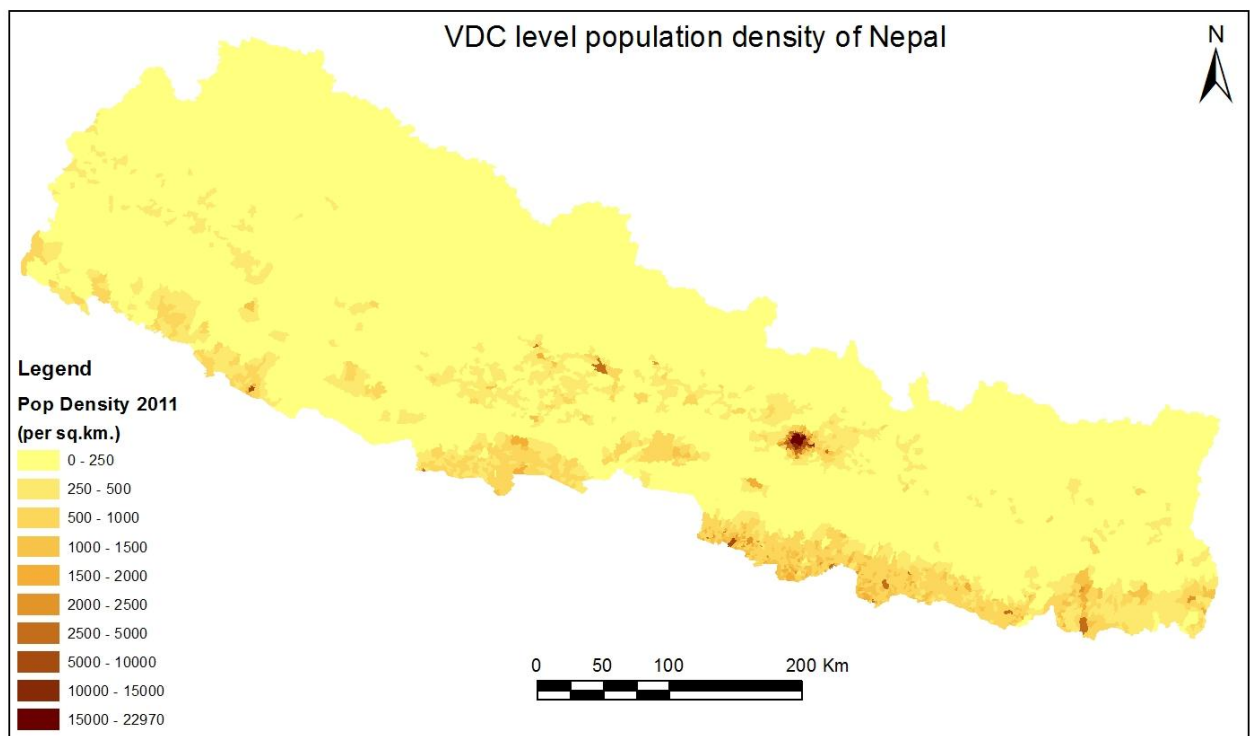 VDC level population density of Nepal
N
Legend
Pop Density 2011
(per sq.km.)
0 - 250
250 - 500
500 - 1000
1000 - 1500
1500 - 2000
2000 - 2500
2500 - 5000
5000 - 10000
10000 - 15000
15000 - 22970
0 50 100 200 Km